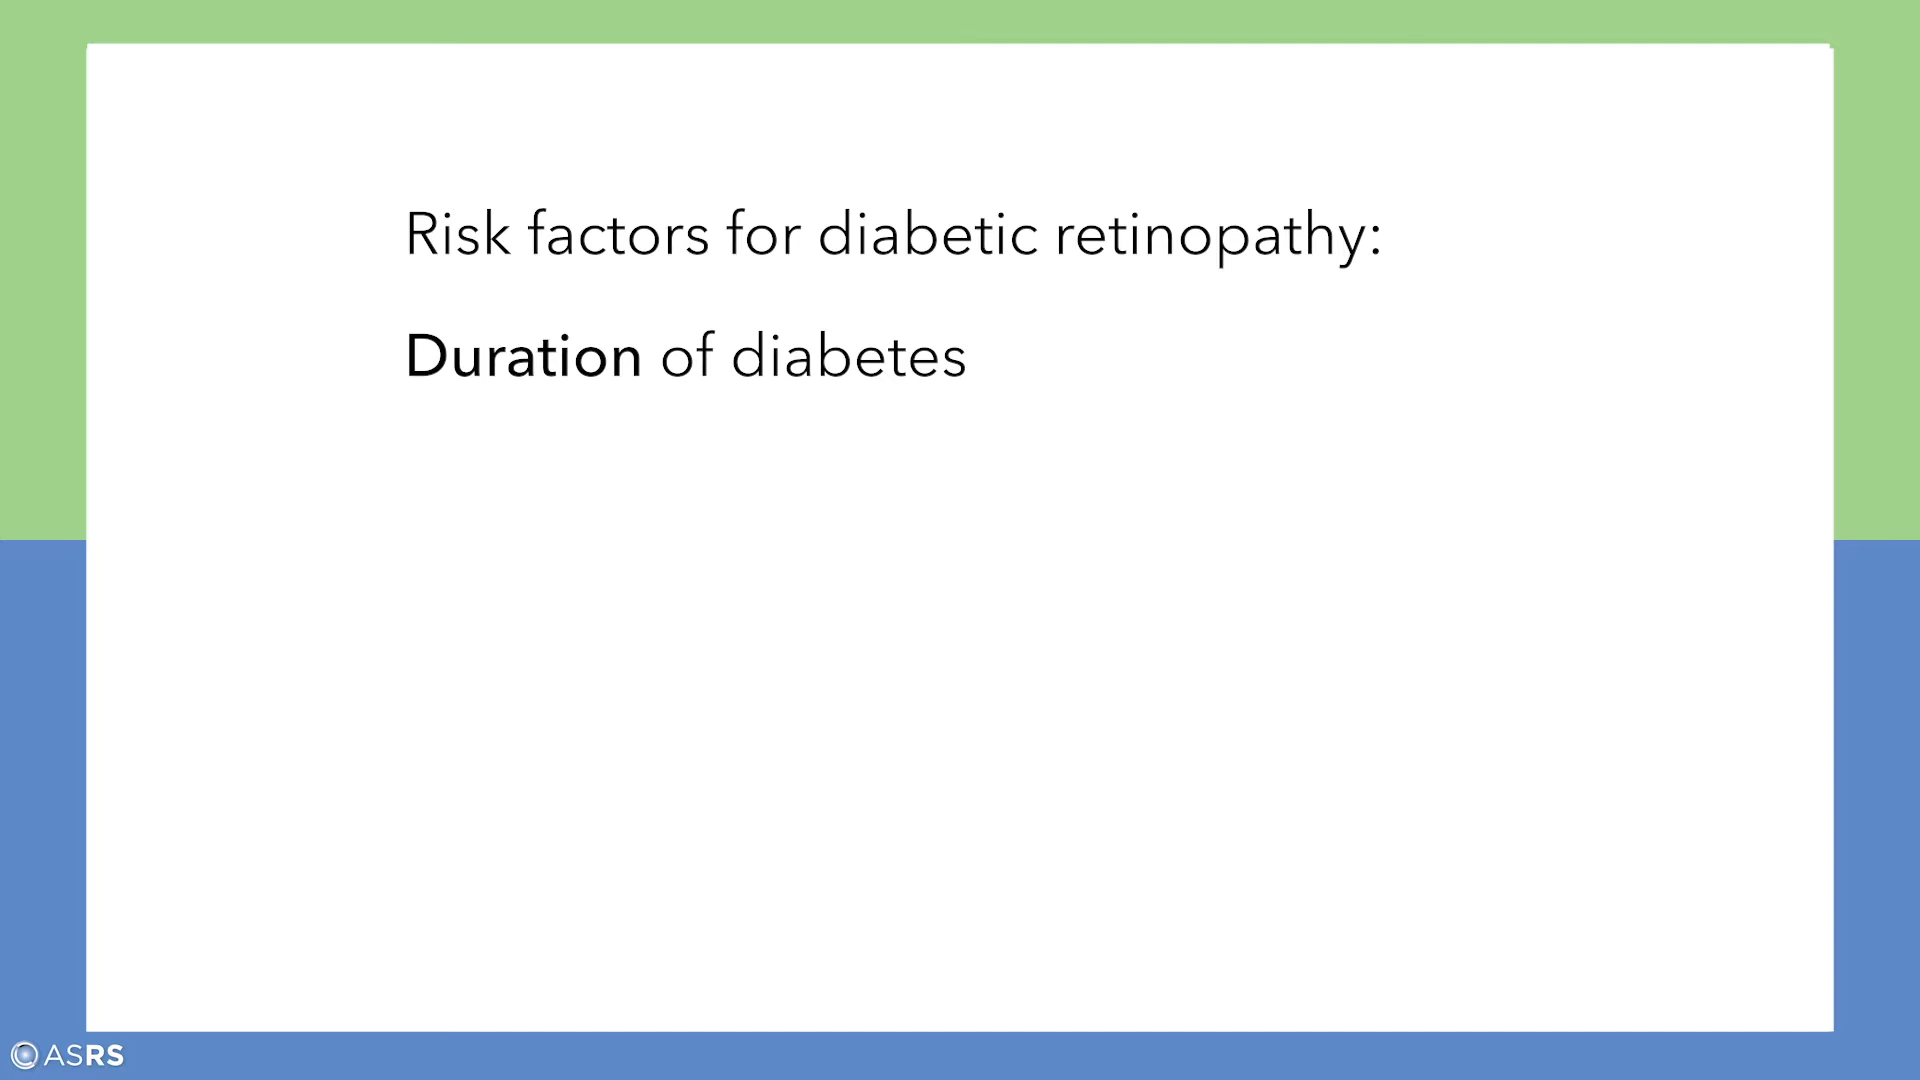 Risk factors for diabetic retinopathy:
Duration of diabetes
ASRS